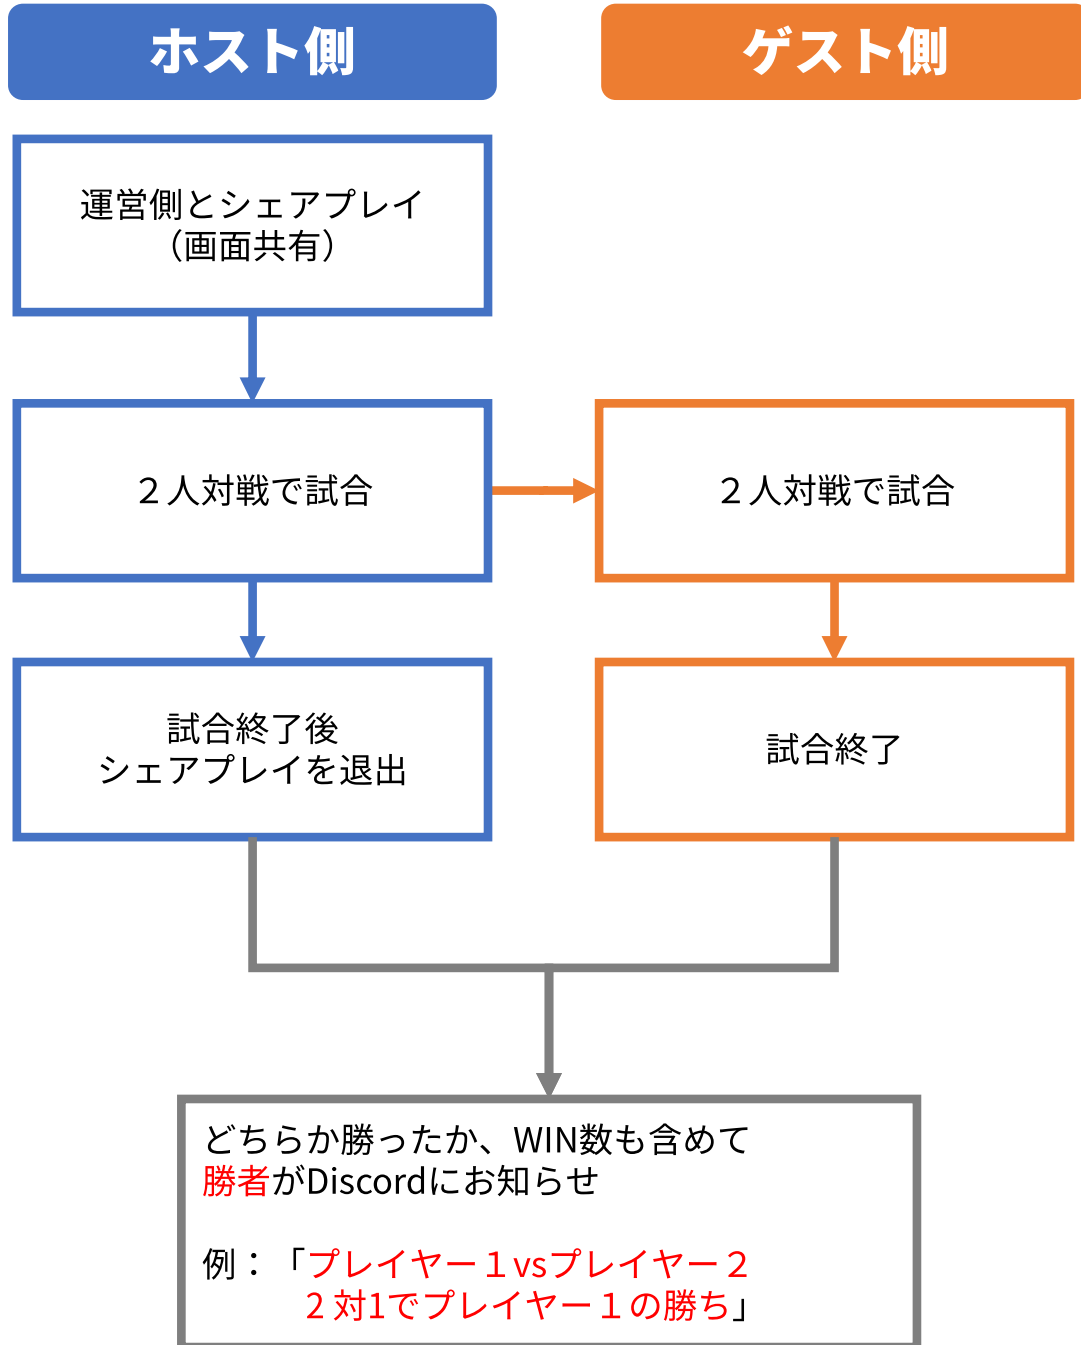 ホスト側
ゲスト側
運営側とシェアプレイ
（画面共有）
２人対戦で試合
２人対戦で試合
試合終了後
シェアプレイを退出
試合終了
どちらか勝ったか、WIN数も含めて
勝者がDiscordにお知らせ
例：「プレイヤー１vsプレイヤー２
２対1でプレイヤー１の勝ち」